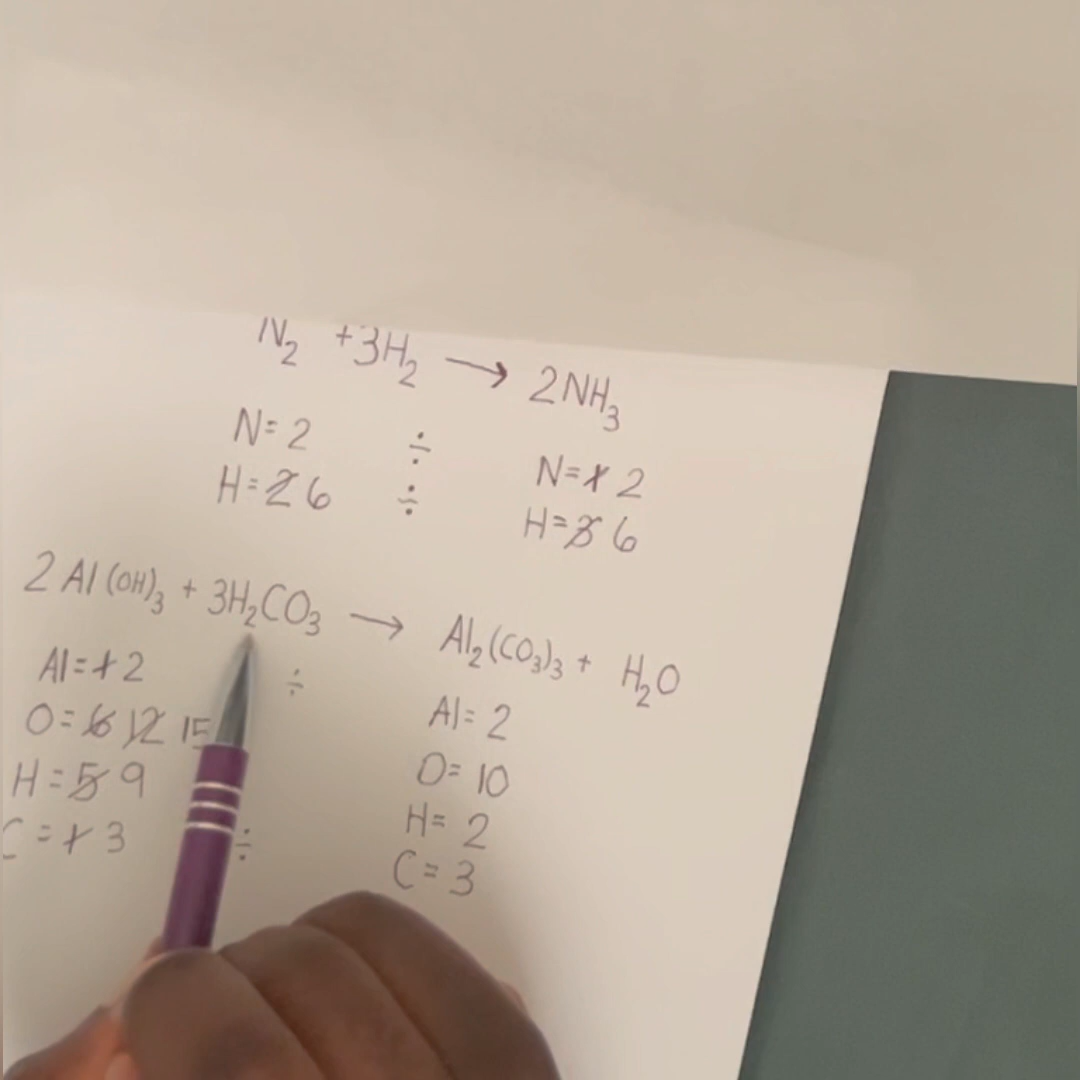 N₂ + 3H₂ → 2NH₃
N = 2 ÷ N = 1 2
H = 2 6 ÷ H = 3 6
2 Al(OH)₃ + 3H₂CO₃ → Al₂(CO₃)₃ + H₂O
Al = 1 2 ÷ Al = 2
O = 6 12 15 O = 10
H = 5 9 H = 2
C = 1 3 ÷ C = 3